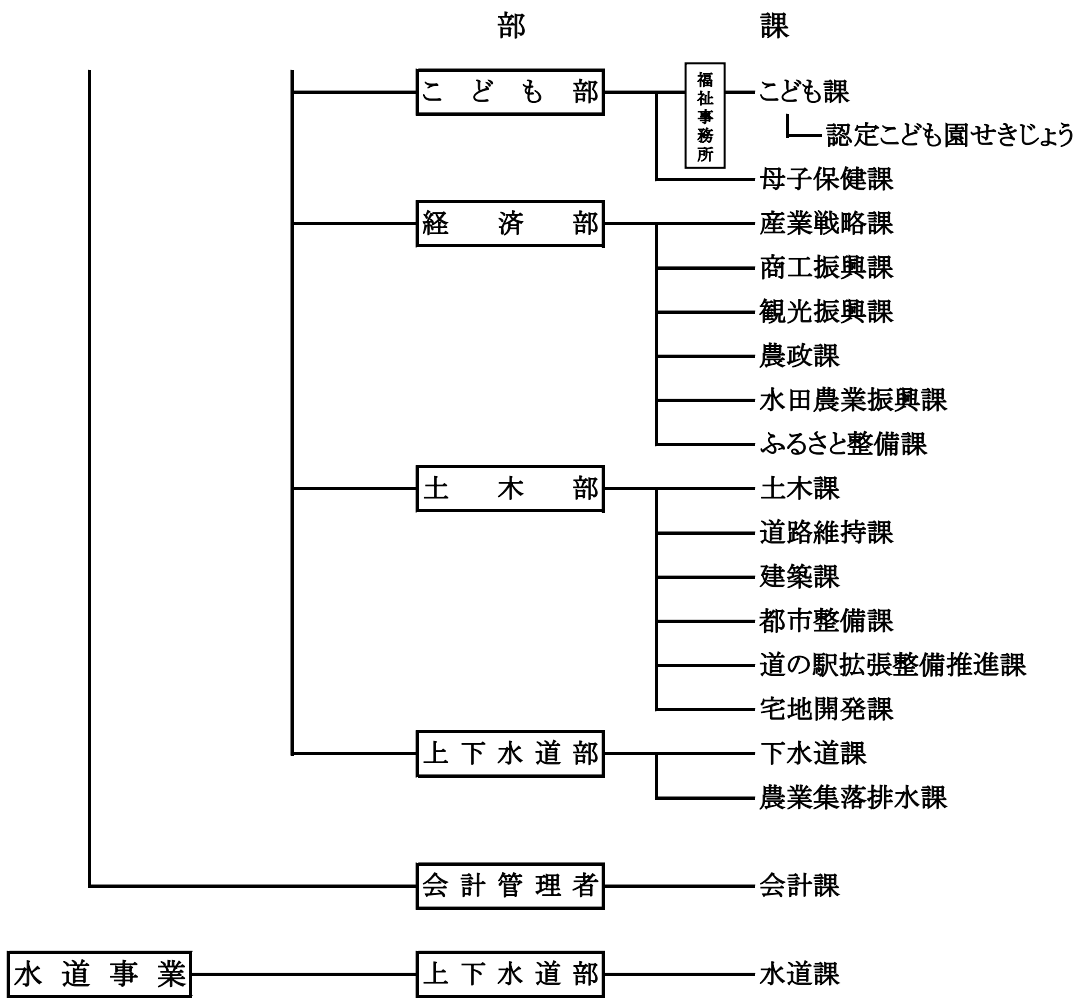 部 課
こども部 福祉事務所 こども課
認定こども園せきじょう
母子保健課
経済部 産業戦略課
商工振興課
観光振興課
農政課
水田農業振興課
ふるさと整備課
土木部 土木課
道路維持課
建築課
都市整備課
道の駅拡張整備推進課
宅地開発課
上下水道部 下水道課
農業集落排水課
会計管理者 会計課
水道事業 上下水道部 水道課